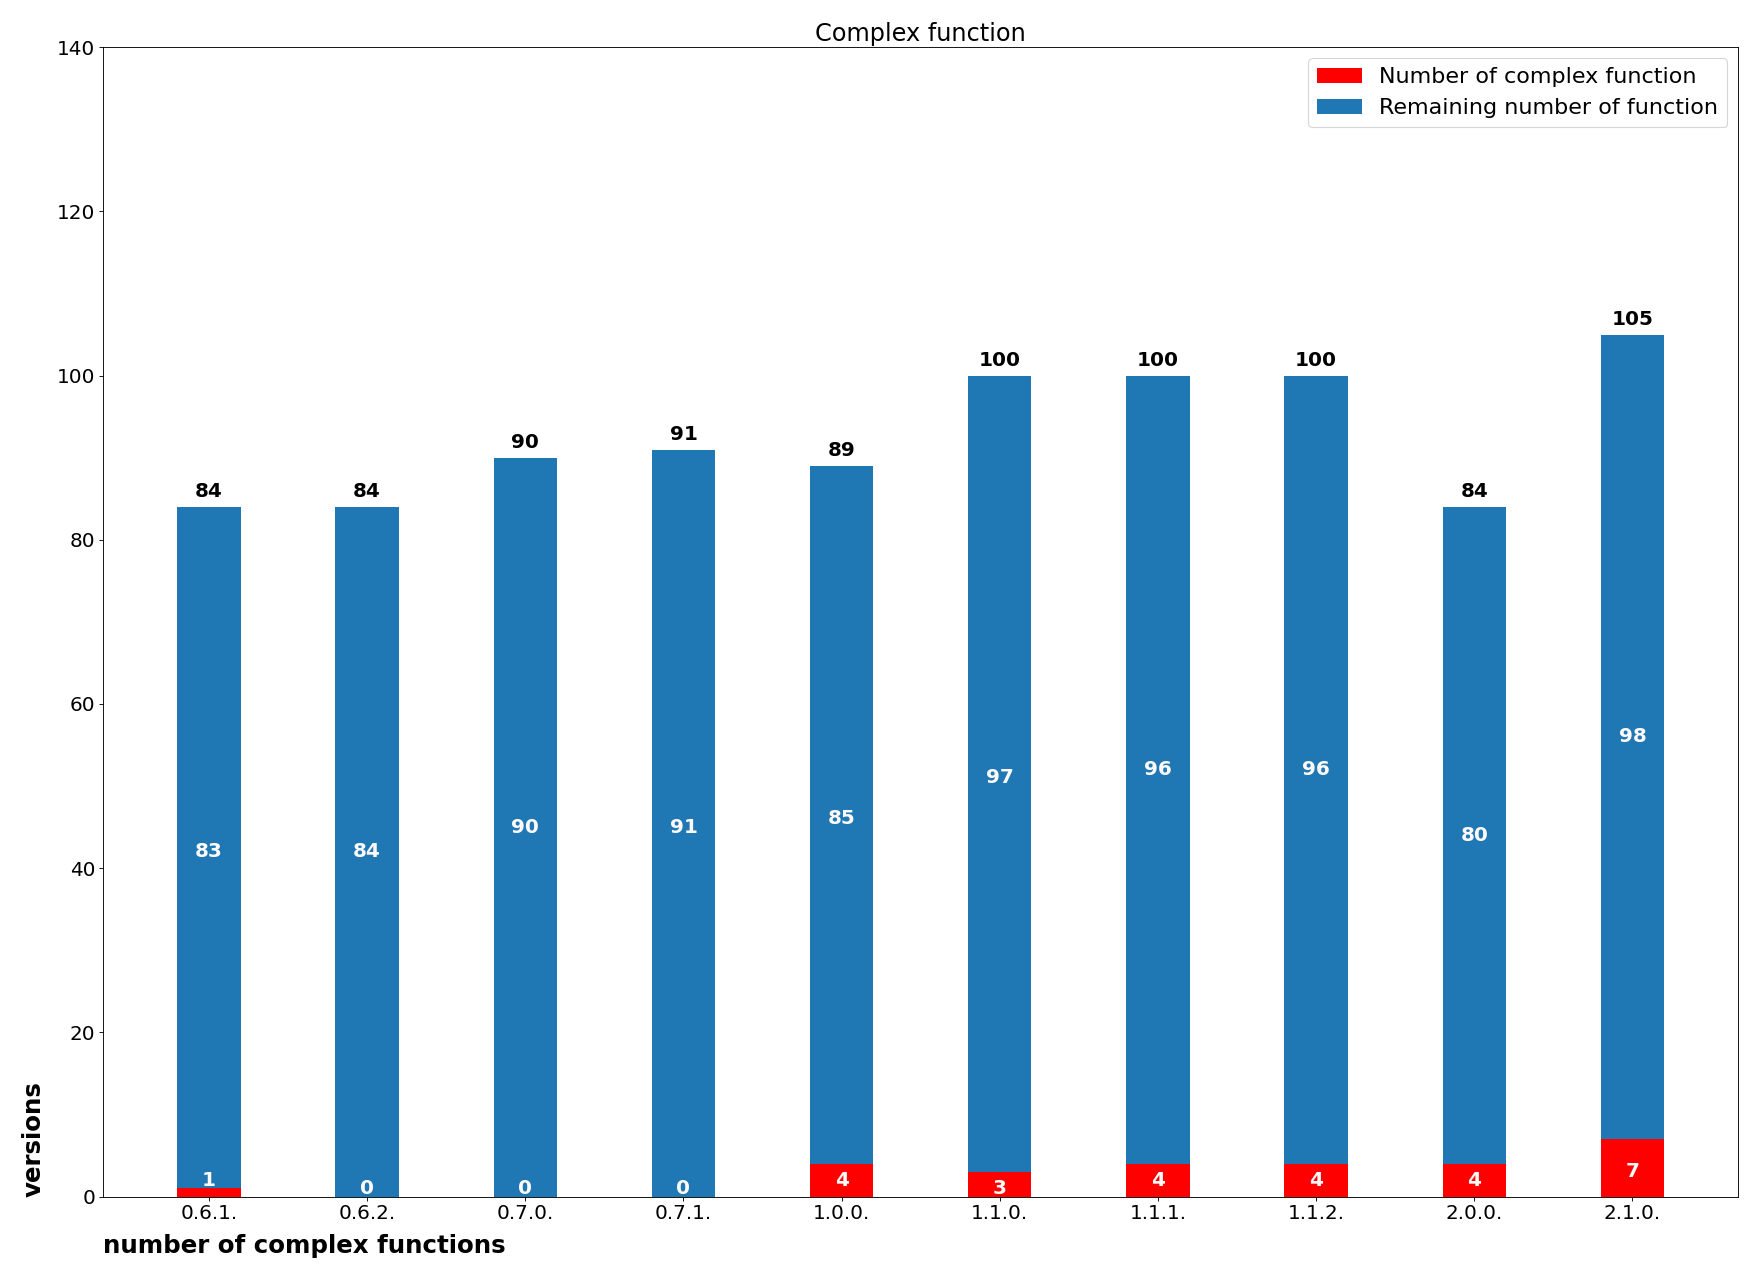 Complex function
140
Number of complex function
Remaining number of function
120
105
100
100 100 100
91
90
89
84 84 84
80
98
60
97 96 96
85
90 91
80
83 84
40
20
versions
7
1 4 4 4 4
0 0 0 3
0
0.6.1. 0.6.2. 0.7.0. 0.7.1. 1.0.0. 1.1.0. 1.1.1. 1.1.2. 2.0.0. 2.1.0.
number of complex functions